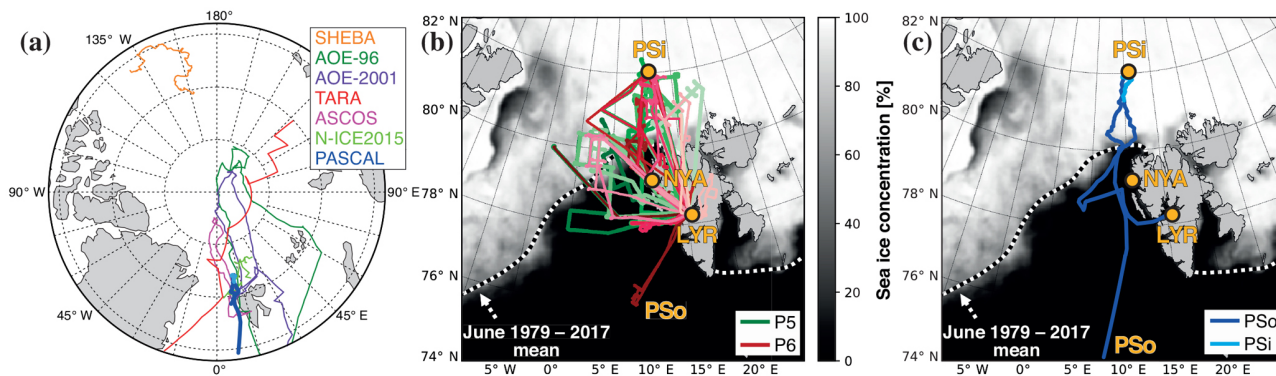 (a)
180°
135° W
90° W
45° W
0°
45° E
90° E
SHEBA
AOE-96
AOE-2001
TARA
ASCOS
N-ICE2015
PASCAL
(b)
82° N
80° N
78° N
76° N
74° N
5° W
0°
5° E
10° E
15° E
20° E
PSi
NYA
LYR
PSo
June 1979 – 2017
mean
P5
P6
100
80
60
40
20
0
Sea ice concentration [%]
(c)
82° N
80° N
78° N
76° N
74° N
5° W
0°
5° E
10° E
15° E
20° E
PSi
NYA
LYR
PSo
June 1979 – 2017
mean
PSo
PSi